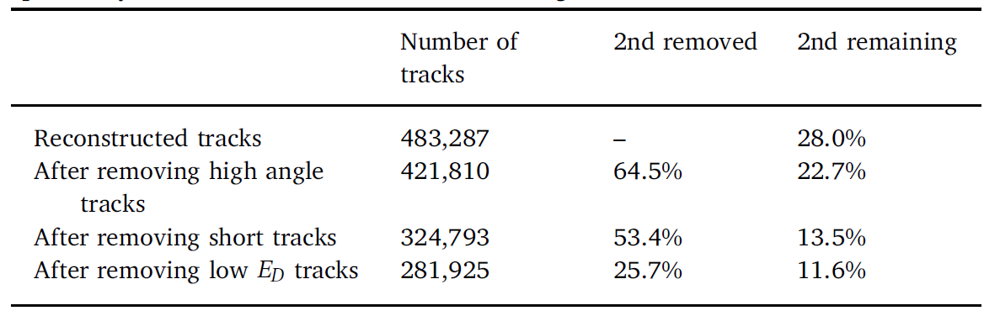 Number of tracks 2nd removed 2nd remaining
Reconstructed tracks 483,287 – 28.0%
After removing high angle tracks 421,810 64.5% 22.7%
After removing short tracks 324,793 53.4% 13.5%
After removing low E_D tracks 281,925 25.7% 11.6%